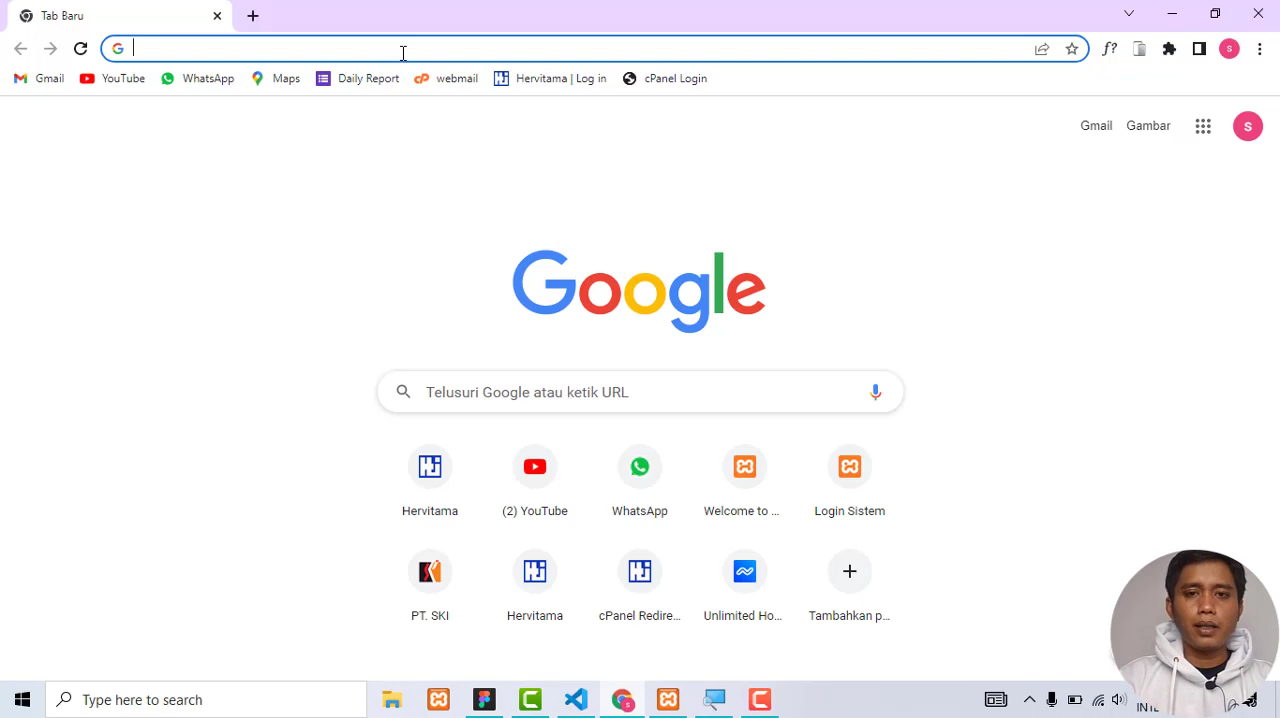 Tab Baru
Gmail YouTube WhatsApp Maps Daily Report webmail Hervitama | Log in cPanel Login
Gmail Gambar
Google
Telusuri Google atau ketik URL
Hervitama (2) YouTube WhatsApp Welcome to ... Login Sistem
PT. SKI Hervitama cPanel Redire... Unlimited Ho... Tambahkan p...
Type here to search